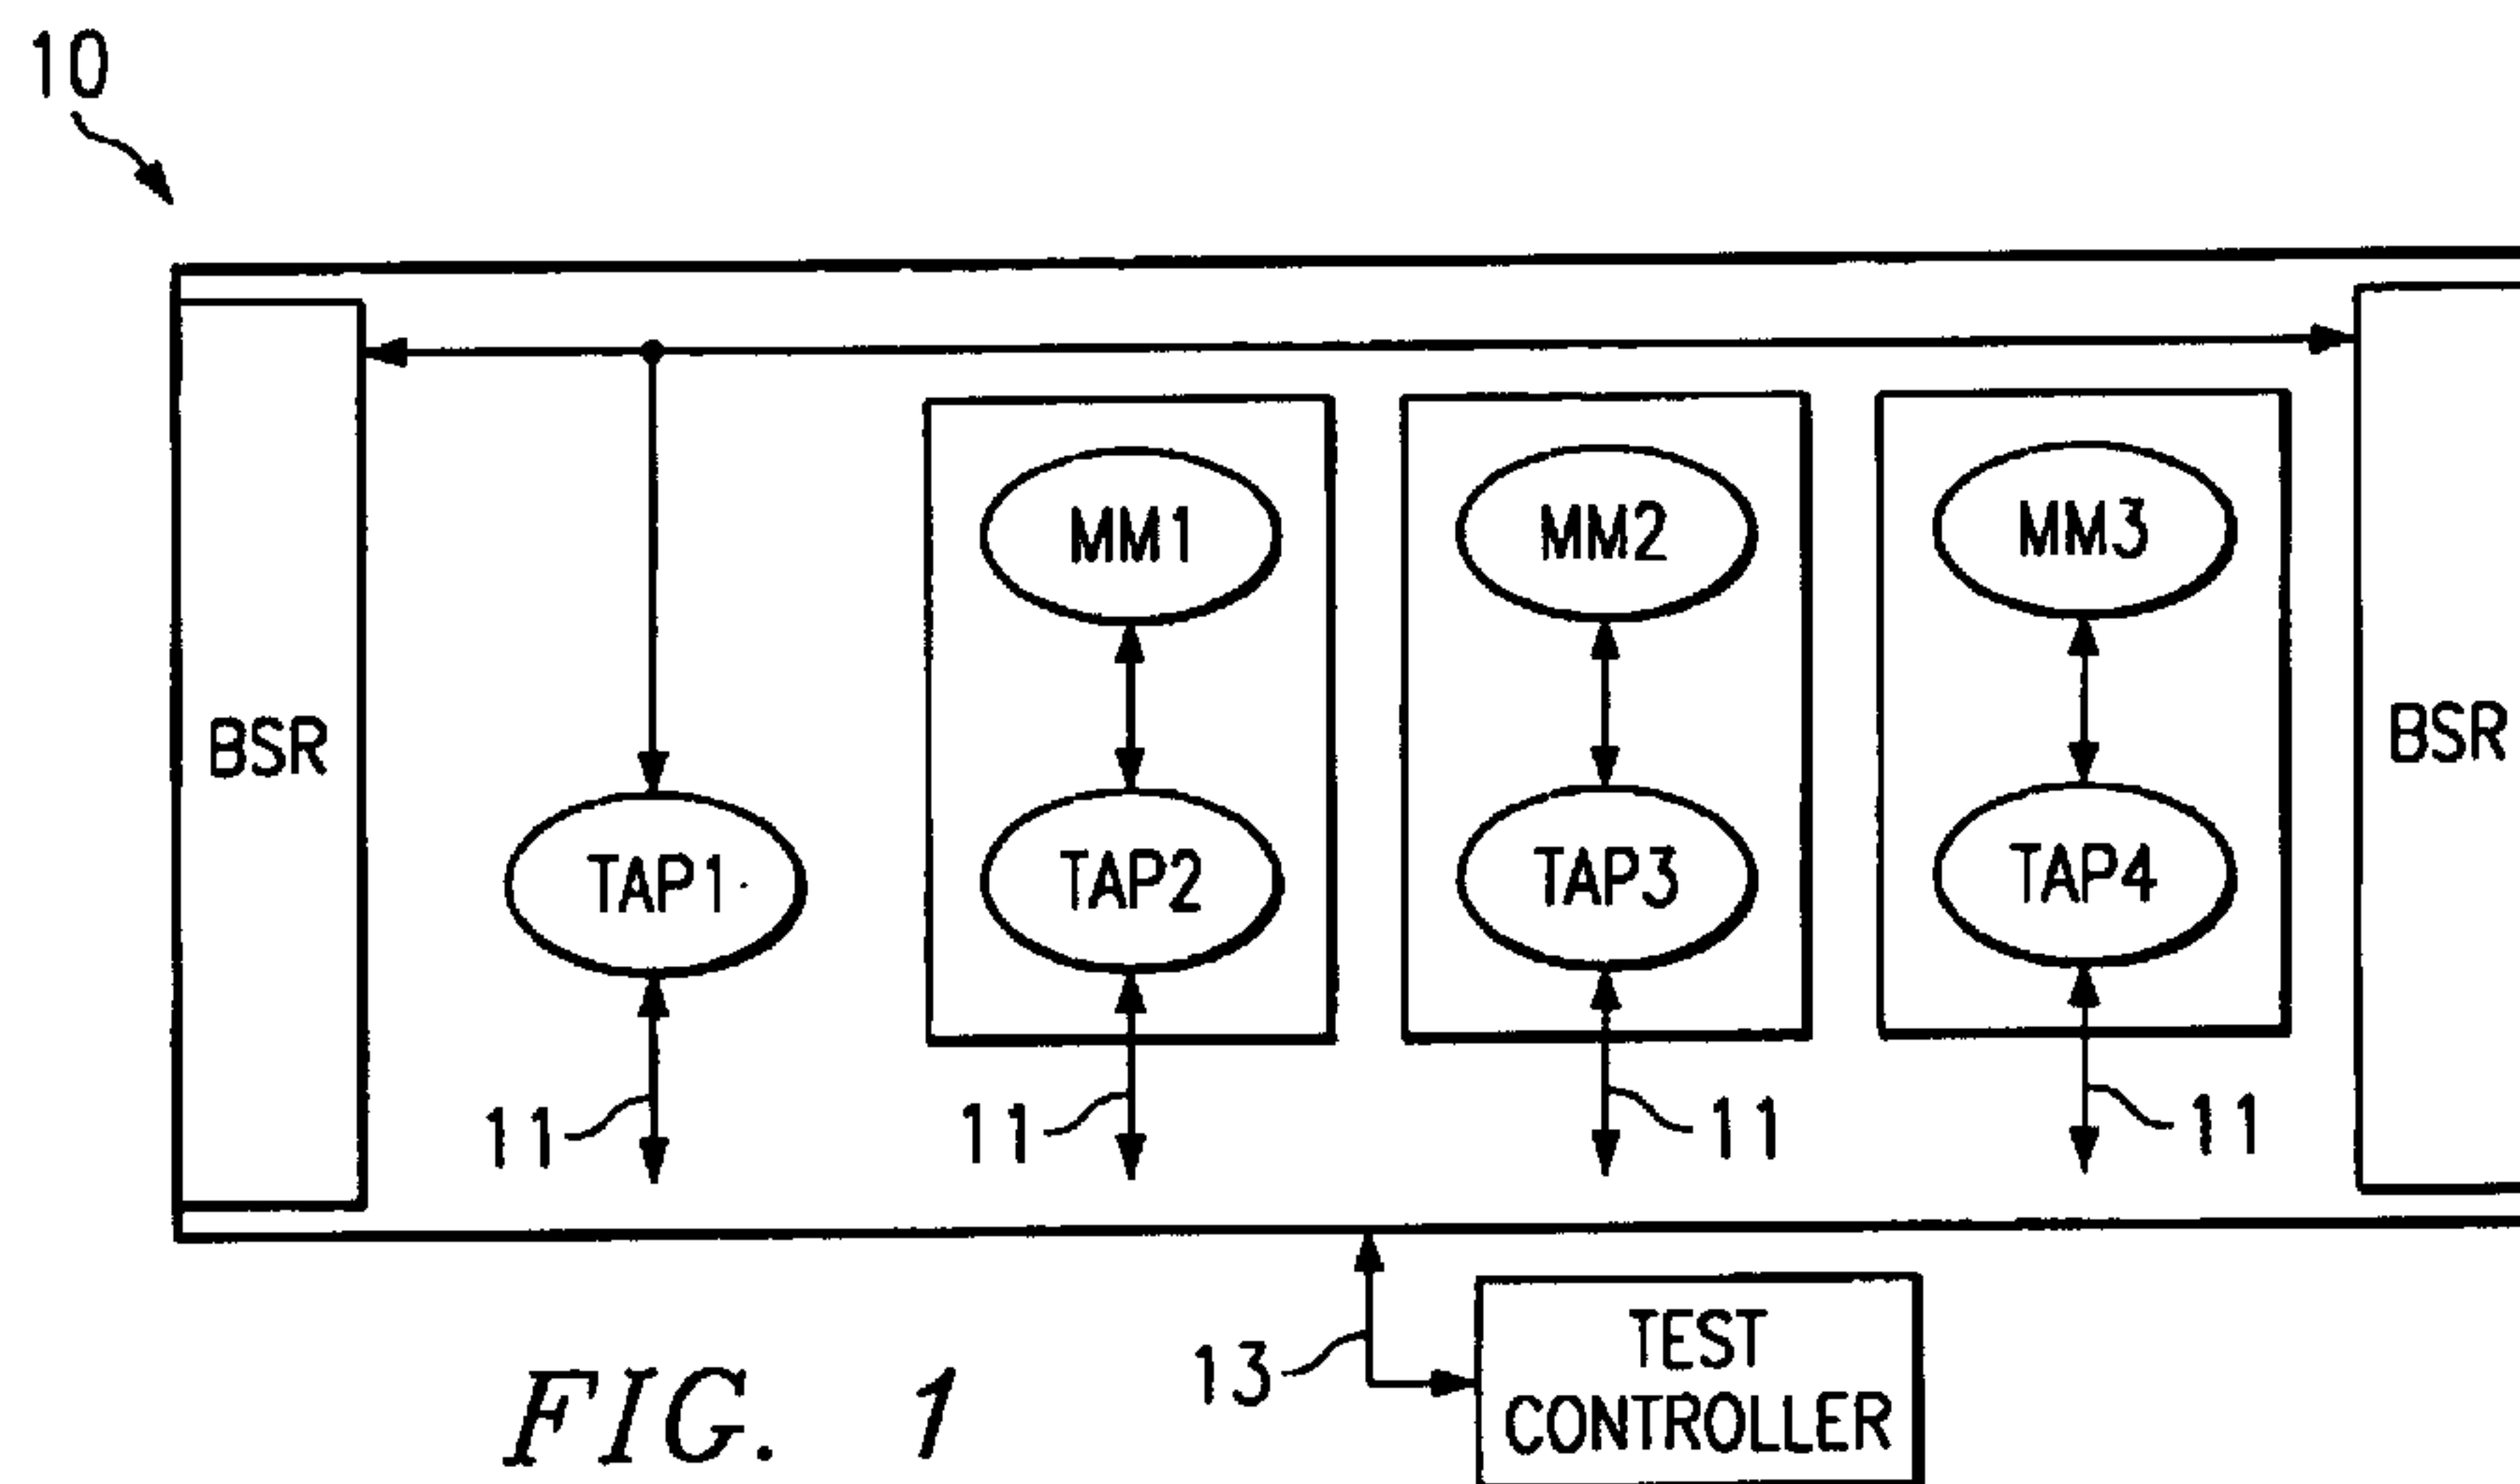 10
MM1
MM2
MM3
BSR
BSR
TAP1
TAP2
TAP3
TAP4
11
11
11
11
13
TEST
CONTROLLER
FIG. 1